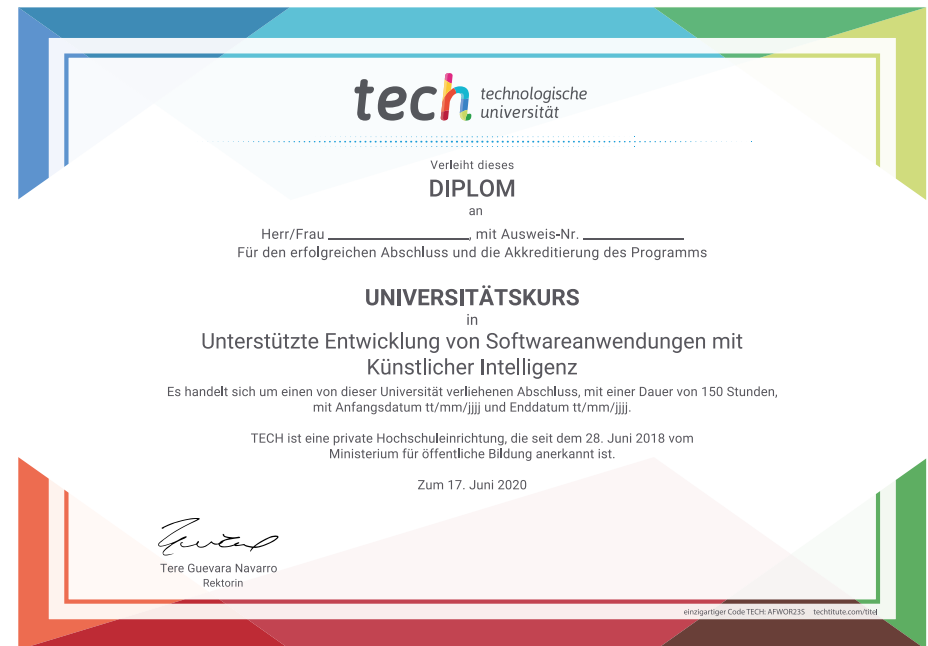 tech technologische
universität
Verleiht dieses
DIPLOM
an
Herr/Frau ________________, mit Ausweis-Nr. ____________
Für den erfolgreichen Abschluss und die Akkreditierung des Programms
UNIVERSITÄTSKURS
in
Unterstützte Entwicklung von Softwareanwendungen mit
Künstlicher Intelligenz
Es handelt sich um einen von dieser Universität verliehenen Abschluss, mit einer Dauer von 150 Stunden,
mit Anfangsdatum tt/mm/jjjj und Enddatum tt/mm/jjjj.
TECH ist eine private Hochschuleinrichtung, die seit dem 28. Juni 2018 vom
Ministerium für öffentliche Bildung anerkannt ist.
Zum 17. Juni 2020
Tere Guevara Navarro
Rektorin
einzigartiger Code TECH: AFWOR23S techtitute.com/titel